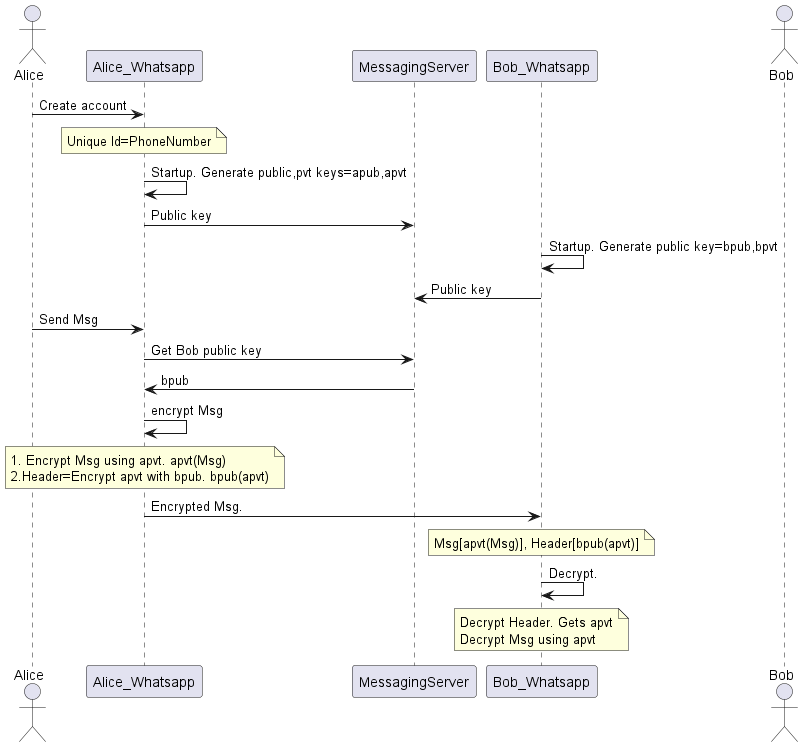 Alice
Alice_Whatsapp
MessagingServer
Bob_Whatsapp
Bob
Create account
Unique Id=PhoneNumber
Startup. Generate public,pvt keys=apub,apvt
Public key
Startup. Generate public key=bpub,bpvt
Public key
Send Msg
Get Bob public key
bpub
encrypt Msg
1. Encrypt Msg using apvt. apvt(Msg)
2.Header=Encrypt apvt with bpub. bpub(apvt)
Encrypted Msg.
Msg[apvt(Msg)], Header[bpub(apvt)]
Decrypt.
Decrypt Header. Gets apvt
Decrypt Msg using apvt
Alice
Alice_Whatsapp
MessagingServer
Bob_Whatsapp
Bob